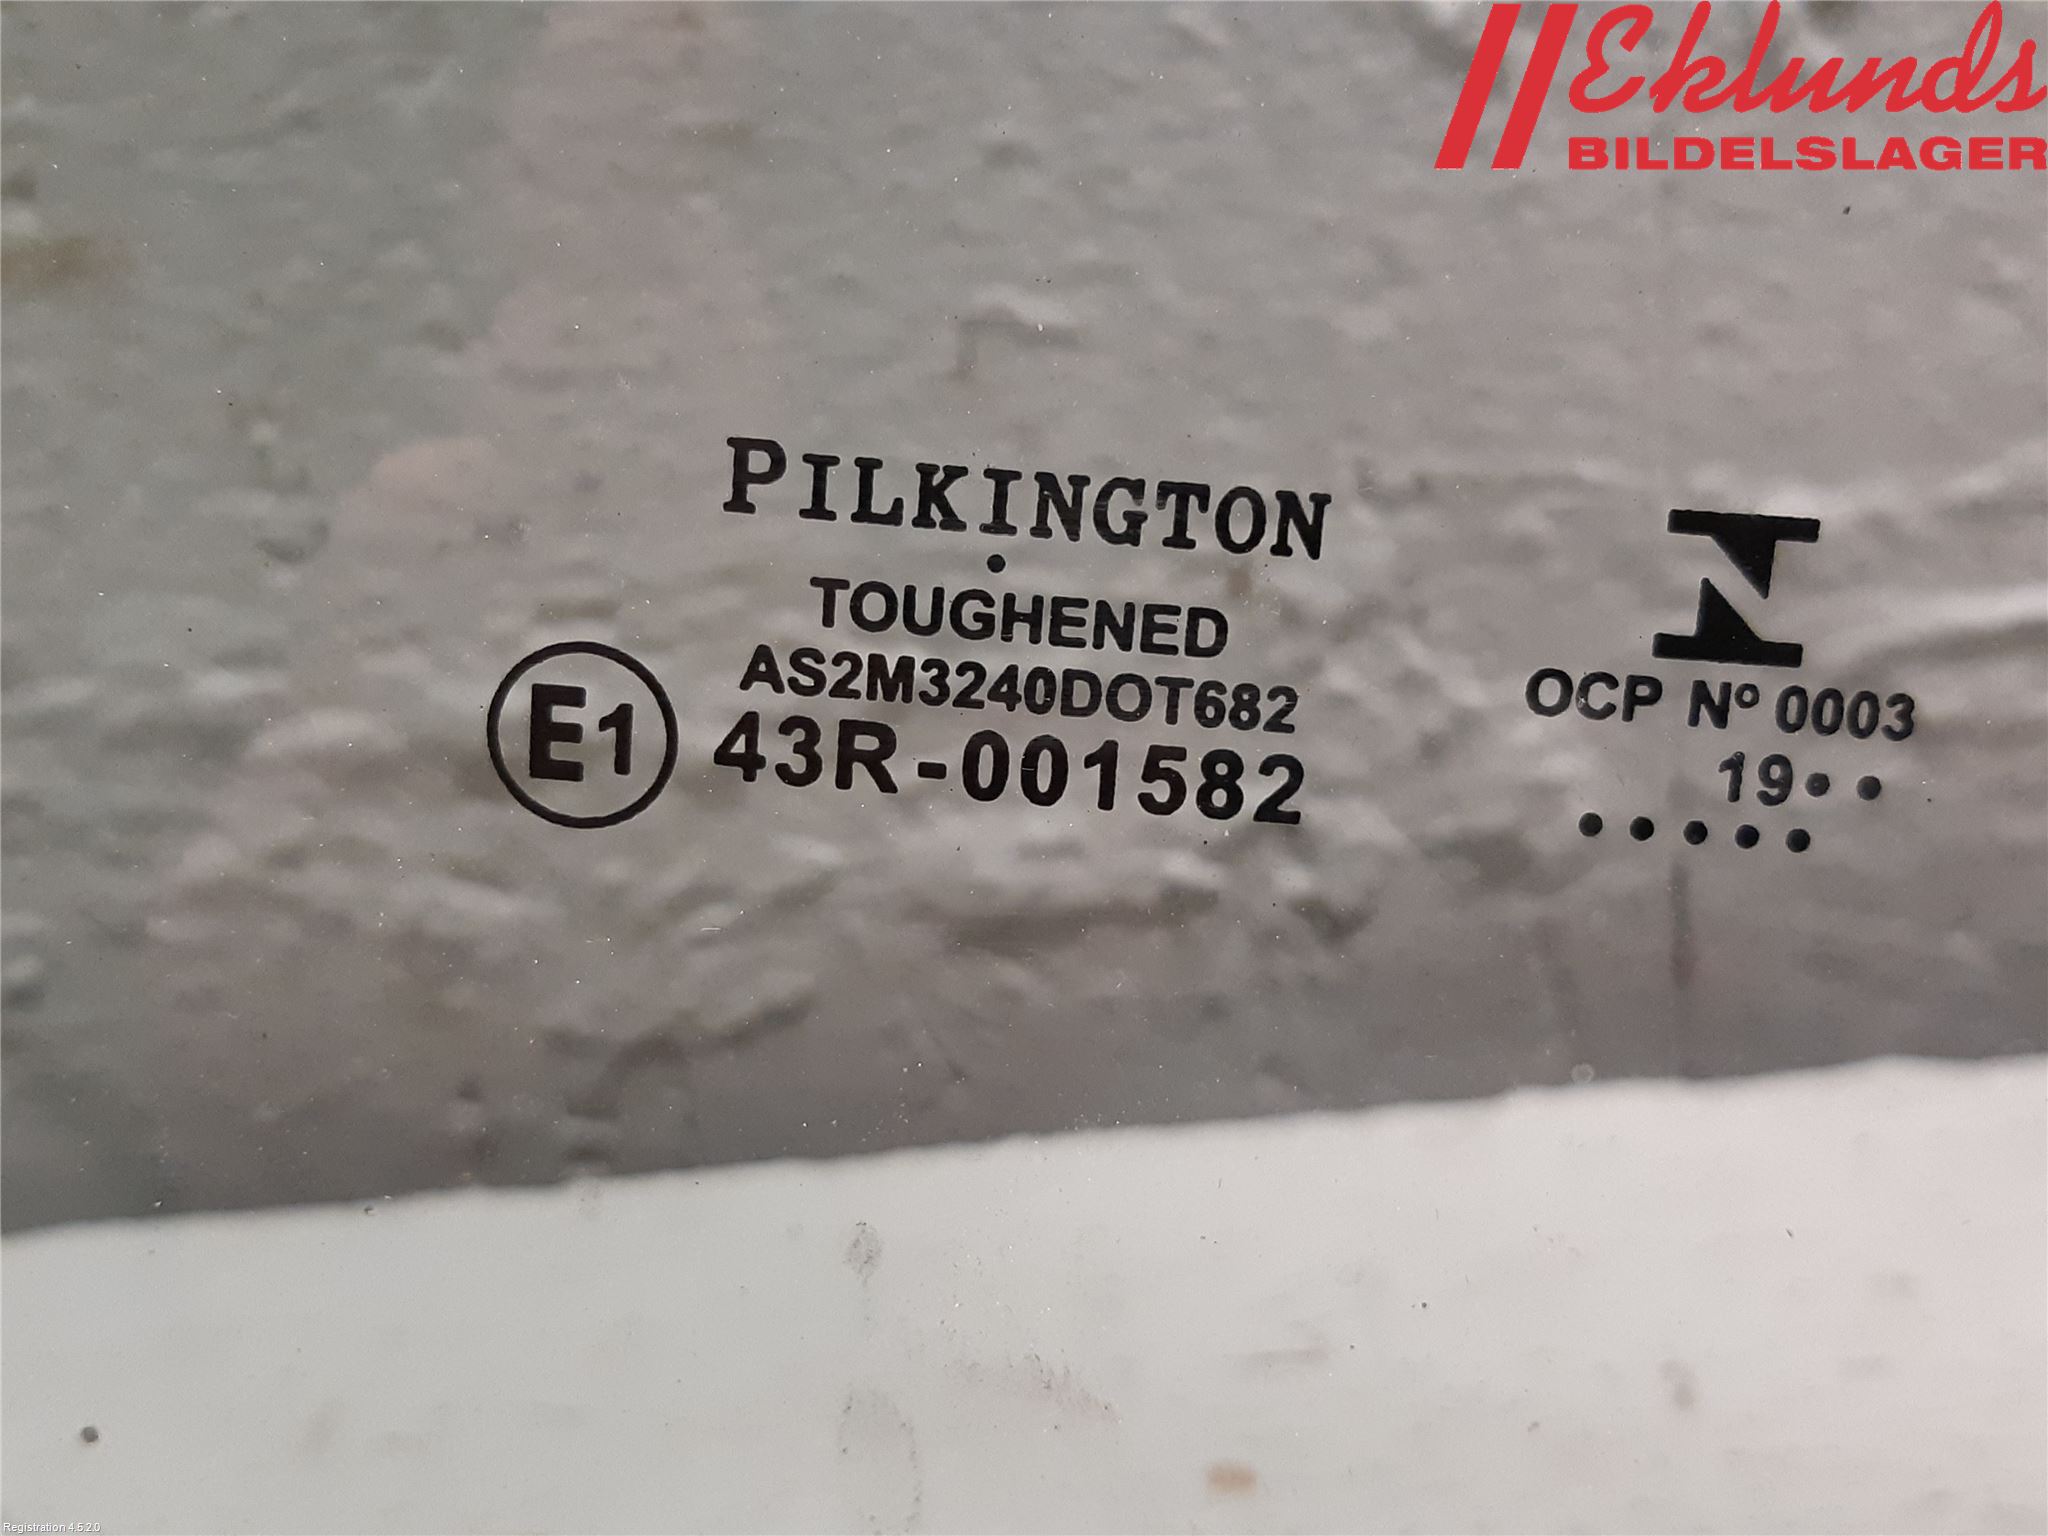 Eklunds
BILDELSLAGER
PILKINGTON
TOUGHENED
AS2M3240DOT682
E1 43R-001582
N
OCP Nº 0003
19••
•••••
Registration 4.5.2.0